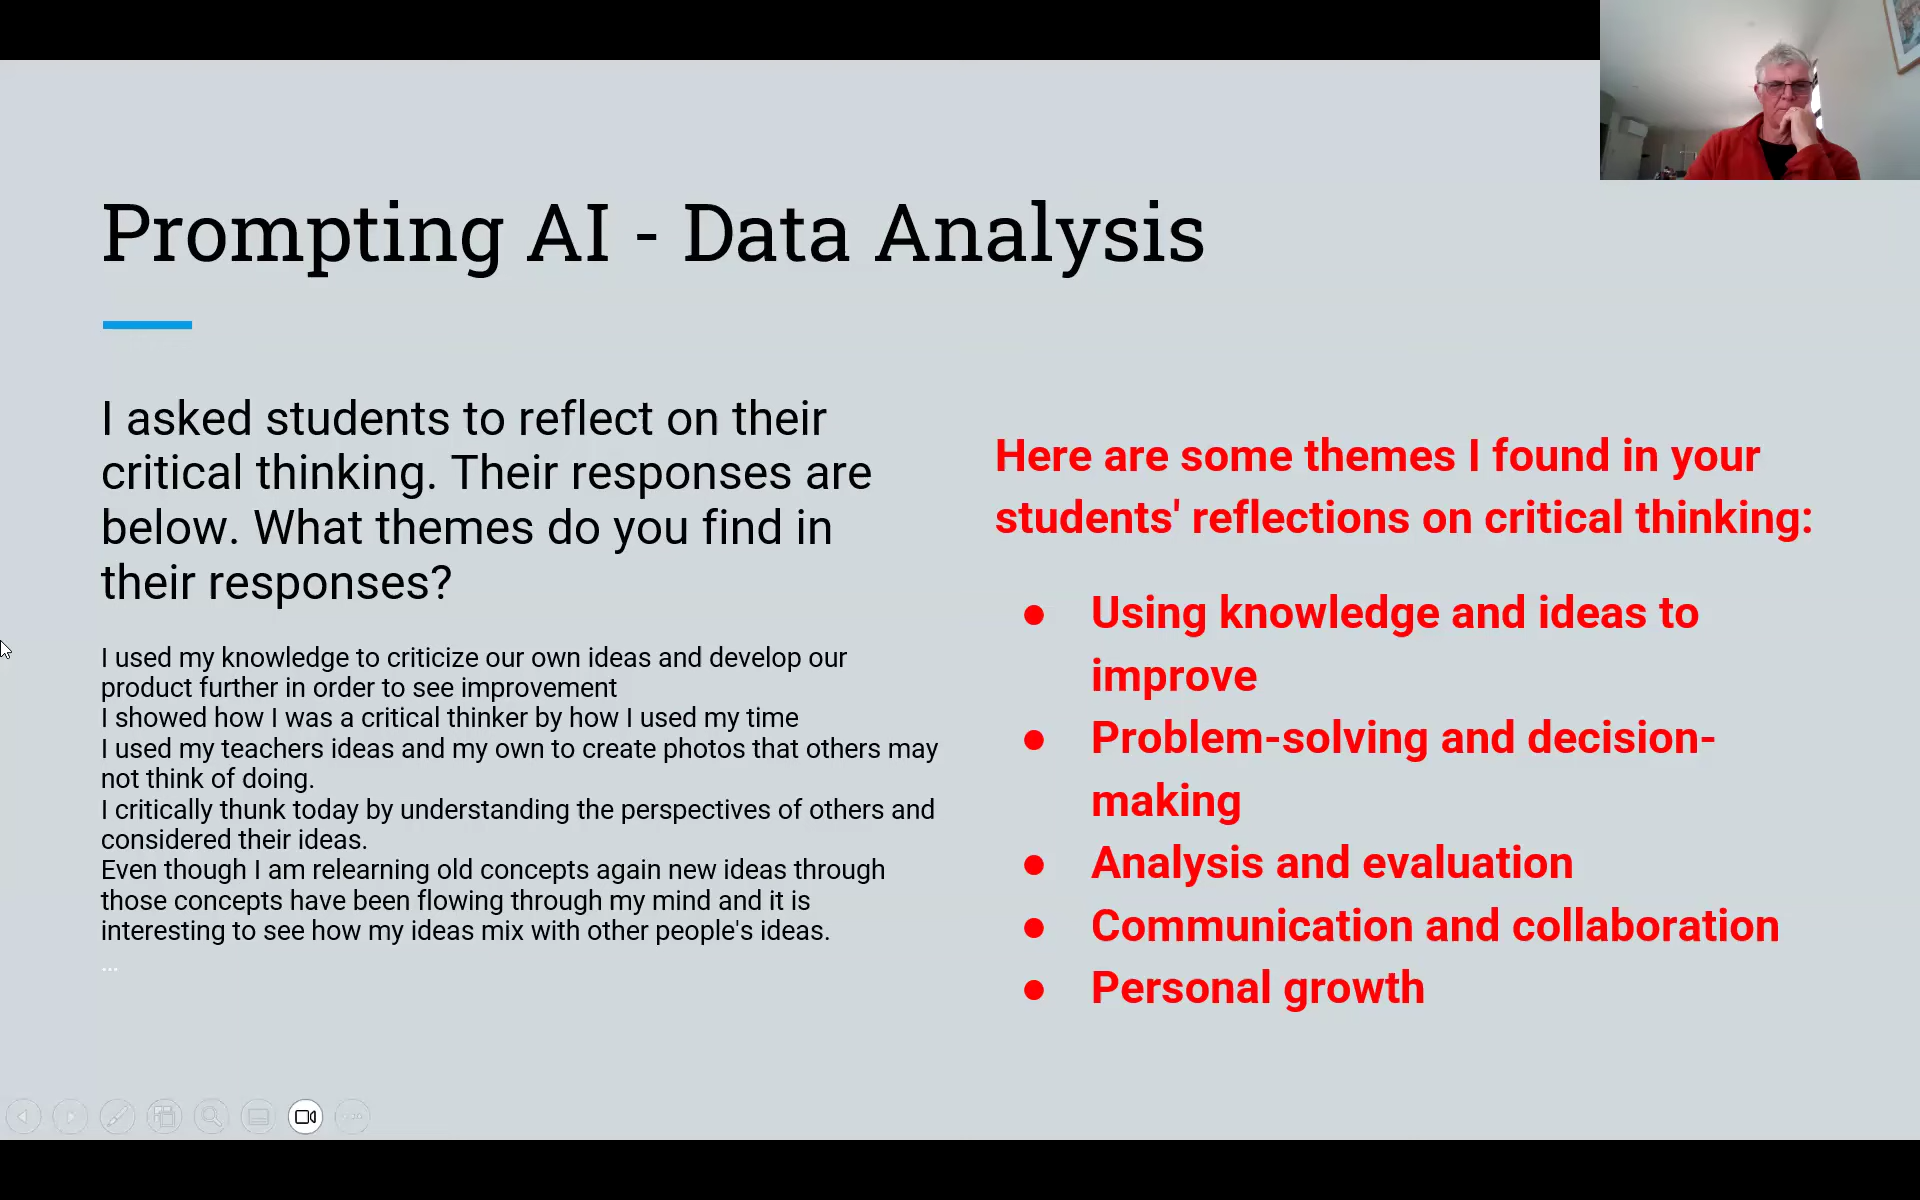 Prompting AI - Data Analysis
I asked students to reflect on their
critical thinking. Their responses are
below. What themes do you find in
their responses?
I used my knowledge to criticize our own ideas and develop our
product further in order to see improvement
I showed how I was a critical thinker by how I used my time
I used my teachers ideas and my own to create photos that others may
not think of doing.
I critically thunk today by understanding the perspectives of others and
considered their ideas.
Even though I am relearning old concepts again new ideas through
those concepts have been flowing through my mind and it is
interesting to see how my ideas mix with other people's ideas.
...
Here are some themes I found in your
students' reflections on critical thinking:
● Using knowledge and ideas to
improve
● Problem-solving and decision-
making
● Analysis and evaluation
● Communication and collaboration
● Personal growth